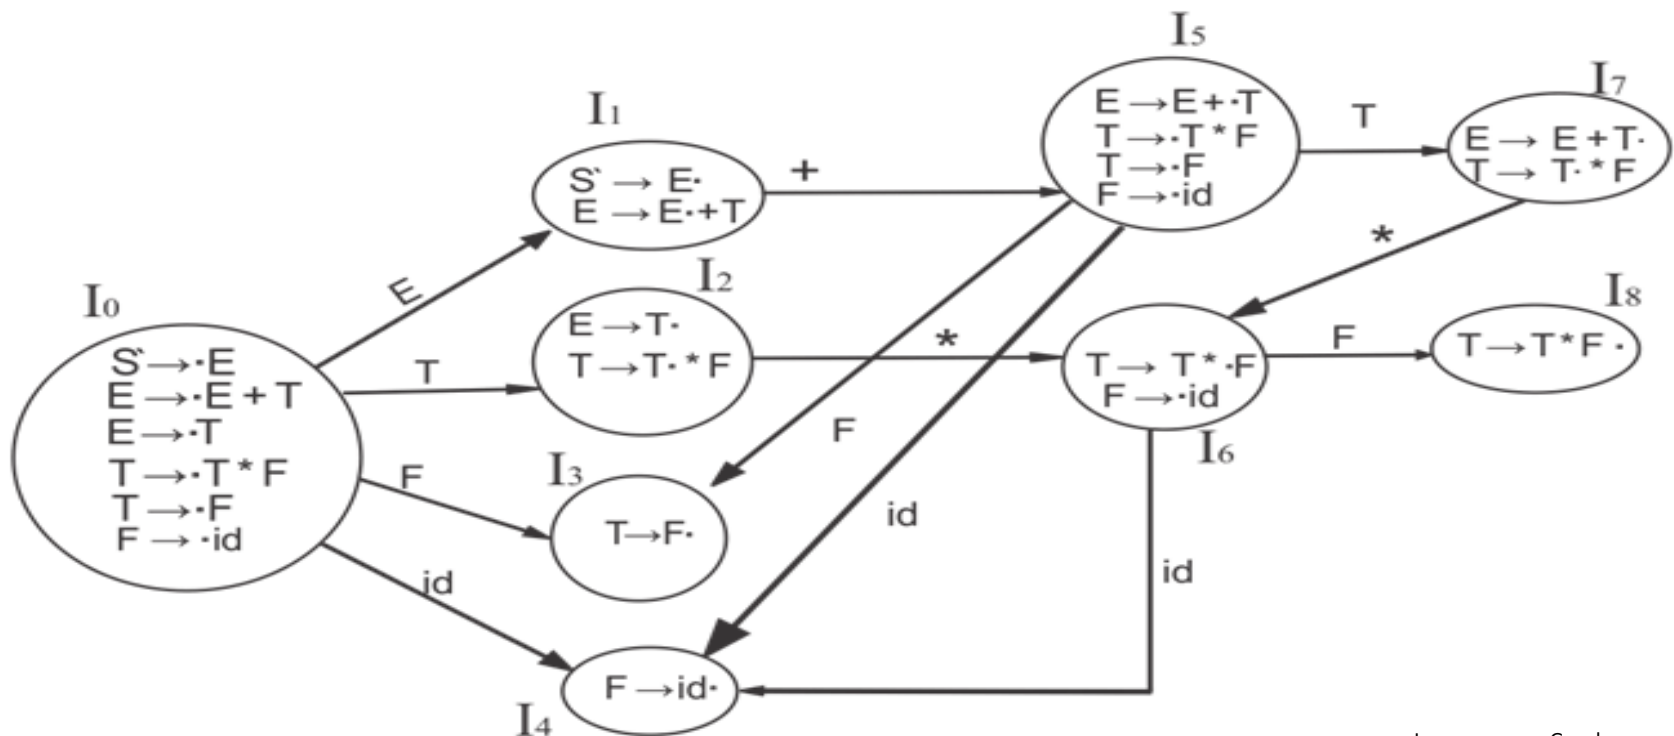 I0
S` → ·E
E → ·E + T
E → ·T
T → ·T * F
T → ·F
F → ·id
E
T
F
id
I1
S` → E·
E → E·+T
+
I2
E → T·
T → T· * F
*
I3
T → F·
I4
F → id·
I5
E → E + ·T
T → ·T * F
T → ·F
F → ·id
T
F
id
I7
E → E + T·
T → T· * F
*
I6
T → T * ·F
F → ·id
F
id
I8
T → T * F ·